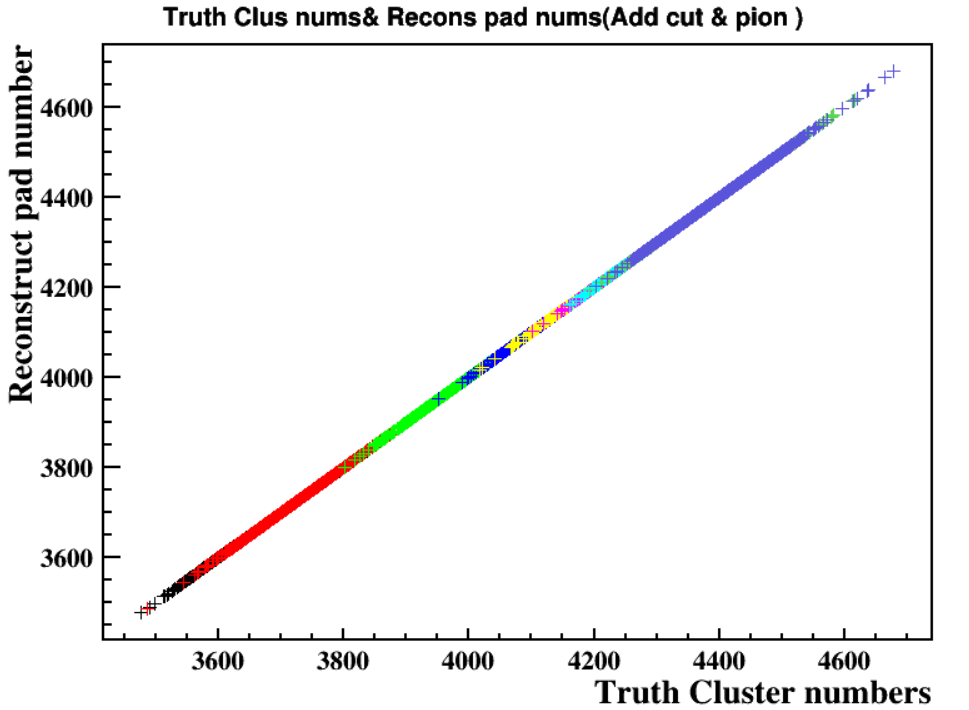 Truth Clus nums& Recons pad nums(Add cut & pion )
Reconstruct pad number
4600
4400
4200
4000
3800
3600
3600 3800 4000 4200 4400 4600
Truth Cluster numbers